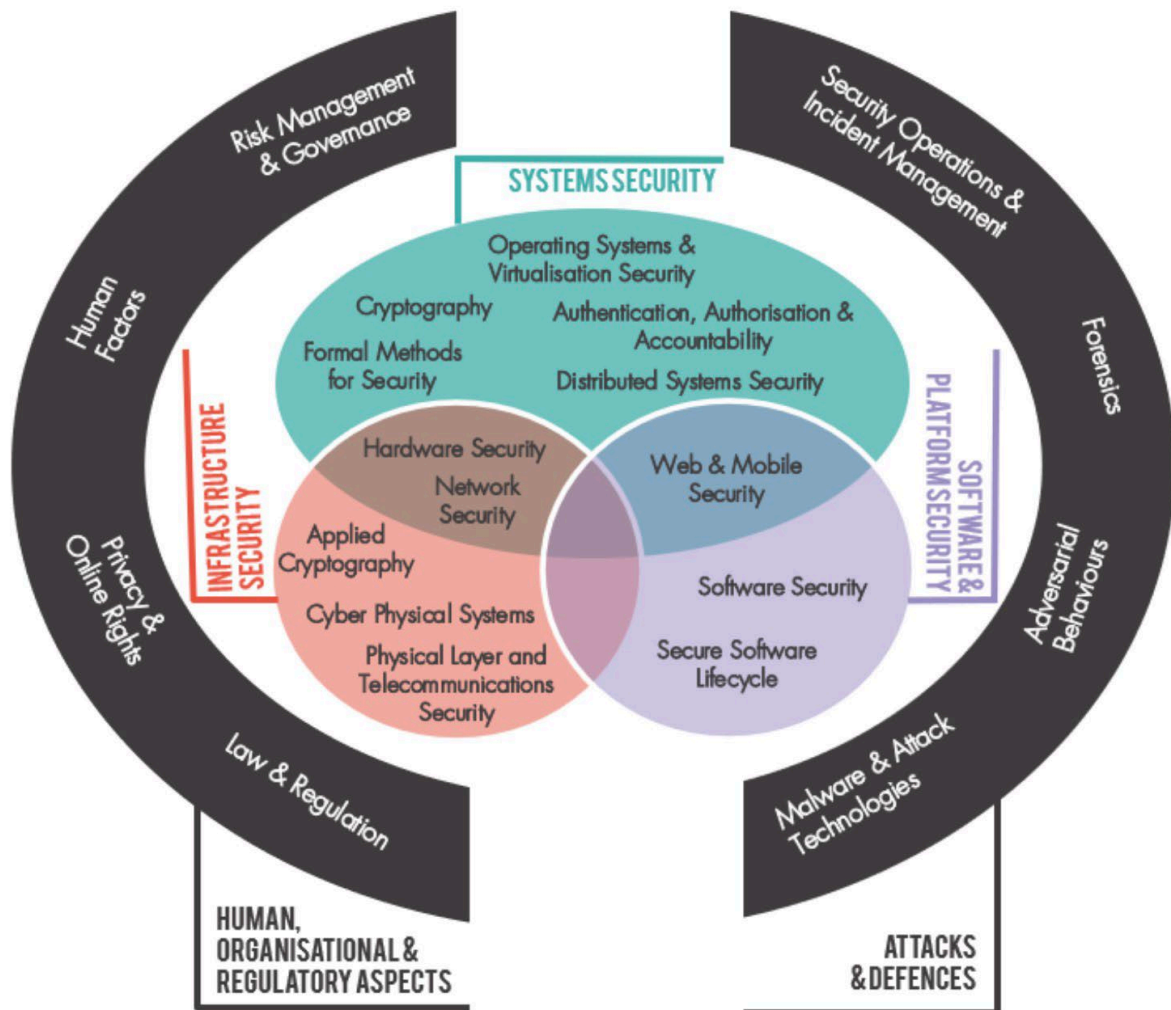 Risk Management
& Governance
Human
Factors
Privacy &
Online Rights
Law & Regulation
HUMAN,
ORGANISATIONAL &
REGULATORY ASPECTS
SYSTEMS SECURITY
Operating Systems &
Virtualisation Security
Cryptography
Authentication, Authorisation &
Accountability
Formal Methods
for Security
Distributed Systems Security
INFRASTRUCTURE
SECURITY
Hardware Security
Network
Security
Applied
Cryptography
Cyber Physical Systems
Physical Layer and
Telecommunications
Security
Web & Mobile
Security
Software Security
Secure Software
Lifecycle
SOFTWARE &
PLATFORM SECURITY
Security Operations &
Incident Management
Forensics
Adversarial
Behaviours
Malware & Attack
Technologies
ATTACKS
& DEFENCES